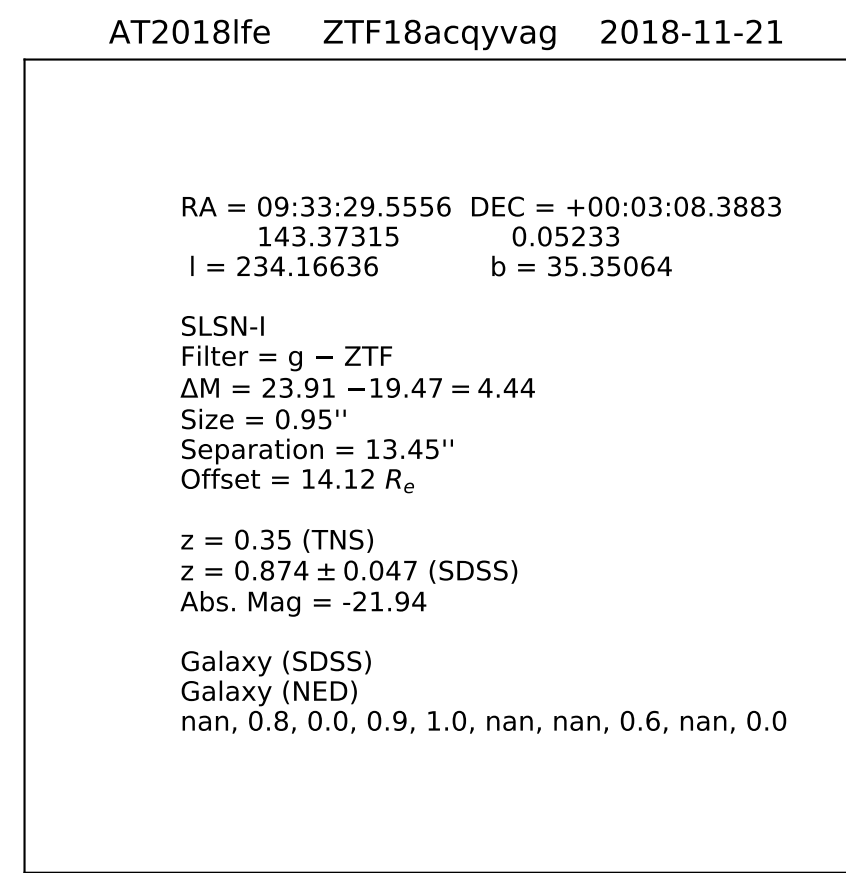 AT2018lfe ZTF18acqyvag 2018-11-21
RA = 09:33:29.5556 DEC = +00:03:08.3883
143.37315 0.05233
l = 234.16636 b = 35.35064
SLSN-I
Filter = g − ZTF
ΔM = 23.91 −19.47 = 4.44
Size = 0.95''
Separation = 13.45''
Offset = 14.12 Rₑ
z = 0.35 (TNS)
z = 0.874 ± 0.047 (SDSS)
Abs. Mag = -21.94
Galaxy (SDSS)
Galaxy (NED)
nan, 0.8, 0.0, 0.9, 1.0, nan, nan, 0.6, nan, 0.0